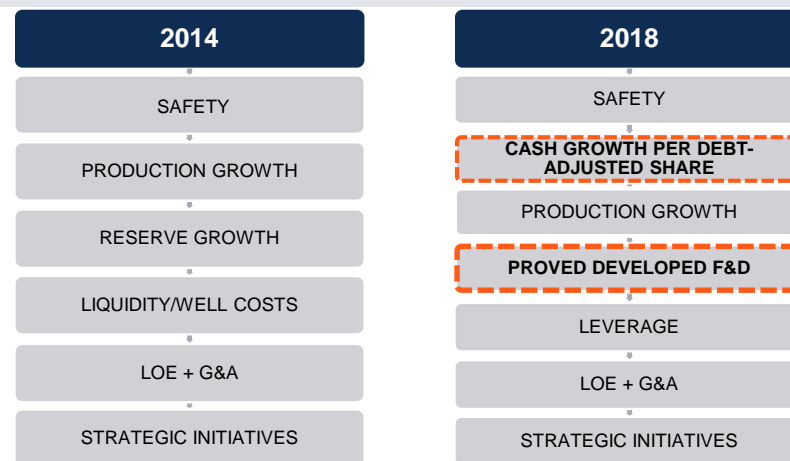 2014
SAFETY
PRODUCTION GROWTH
RESERVE GROWTH
LIQUIDITY/WELL COSTS
LOE + G&A
STRATEGIC INITIATIVES
2018
SAFETY
CASH GROWTH PER DEBT-
ADJUSTED SHARE
PRODUCTION GROWTH
PROVED DEVELOPED F&D
LEVERAGE
LOE + G&A
STRATEGIC INITIATIVES